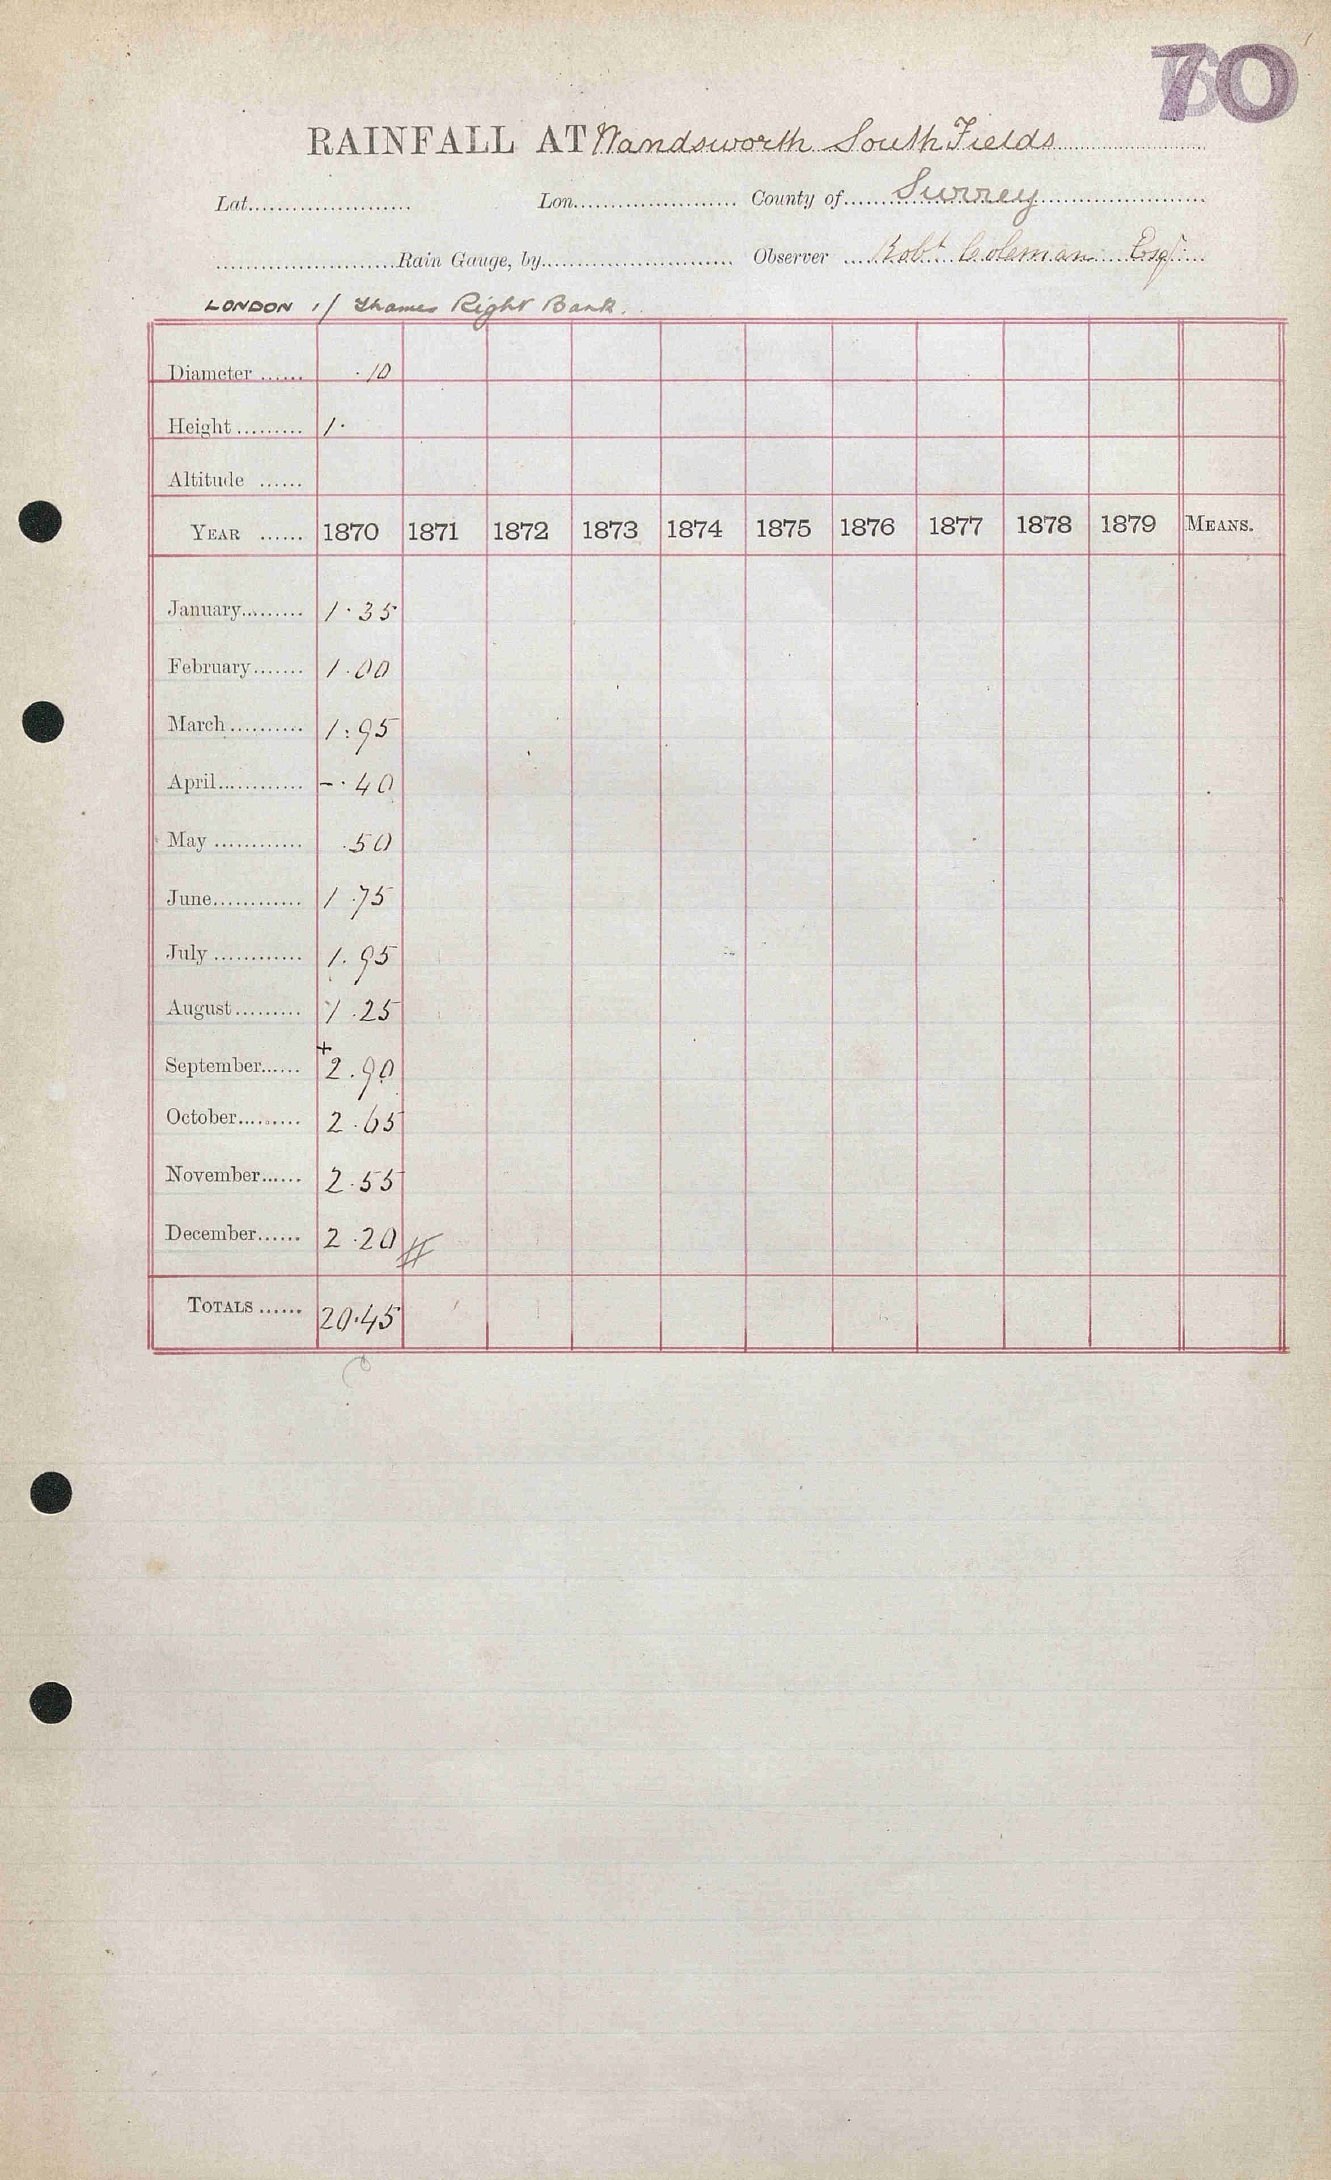 70
RAINFALL AT Wandsworth South Fields
Lat. Lon. County of Surrey
Rain Gauge, by Observer Robt Coleman Esqr
LONDON 1/ Thames Right Bank.
Diameter ...... .10
Height ......... 1.
Altitude ......
YEAR ...... 1870 1871 1872 1873 1874 1875 1876 1877 1878 1879 MEANS.
January ......... 1.35
February ....... 1.00
March .......... 1.95
April ............ -.40
May ............ .50
June ............ 1.75
July ............ 1.95
August ......... 1.25
September ...... +2.90
October ......... 2.65
November ...... 2.55
December ...... 2.20
TOTALS ...... 20.45